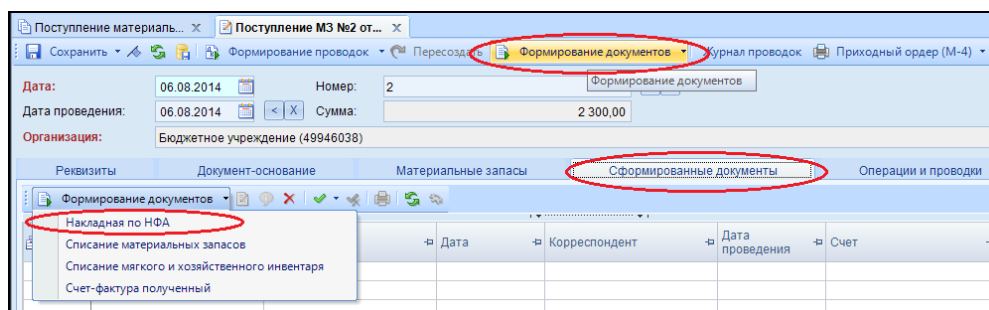 Поступление материаль... X Поступление МЗ №2 от... X
Сохранить Формирование проводок Пересоздать Формирование документов Журнал проводок Приходный ордер (М-4)
Дата: 06.08.2014 Номер: 2 Формирование документов
Дата проведения: 06.08.2014 < X Сумма: 2 300,00
Организация: Бюджетное учреждение (49946038)
Реквизиты Документ-основание Материальные запасы Сформированные документы Операции и проводки
Формирование документов
Накладная по НФА
Списание материальных запасов
Списание мягкого и хозяйственного инвентаря
Счет-фактура полученный
Дата Корреспондент Дата проведения Счет